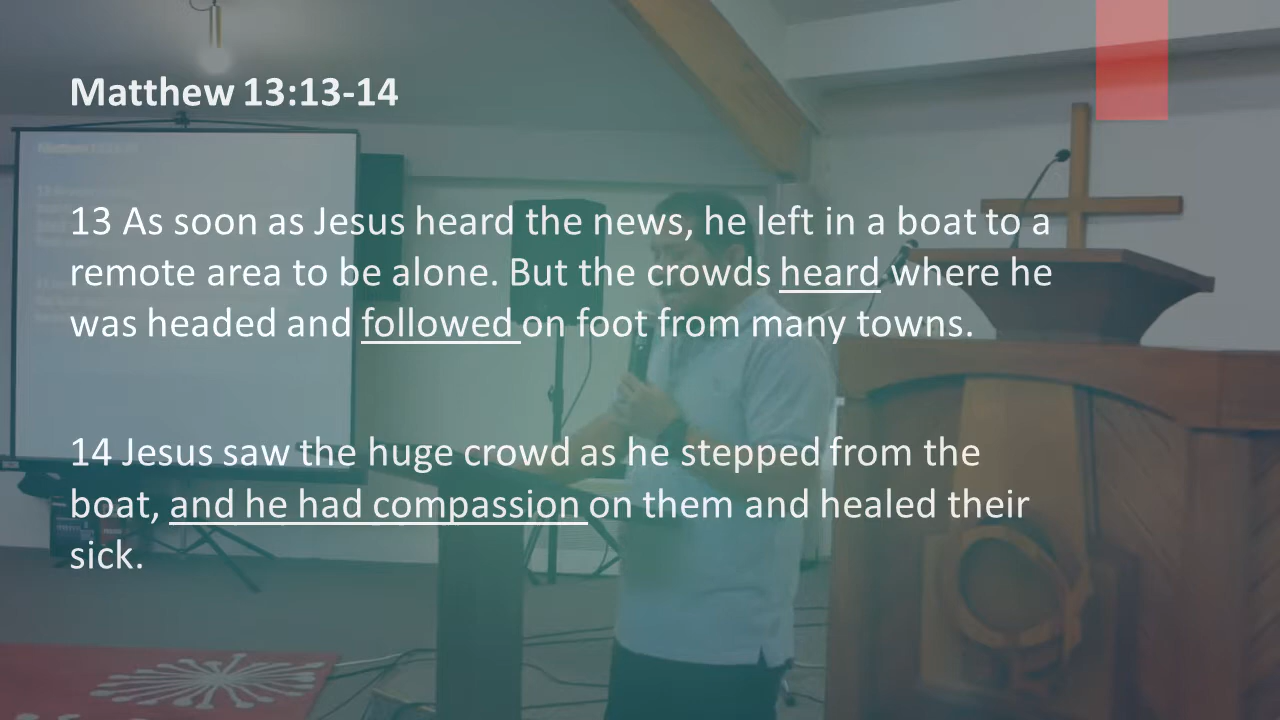 Matthew 13:13-14
13 As soon as Jesus heard the news, he left in a boat to a
remote area to be alone. But the crowds heard where he
was headed and followed on foot from many towns.
14 Jesus saw the huge crowd as he stepped from the
boat, and he had compassion on them and healed their
sick.